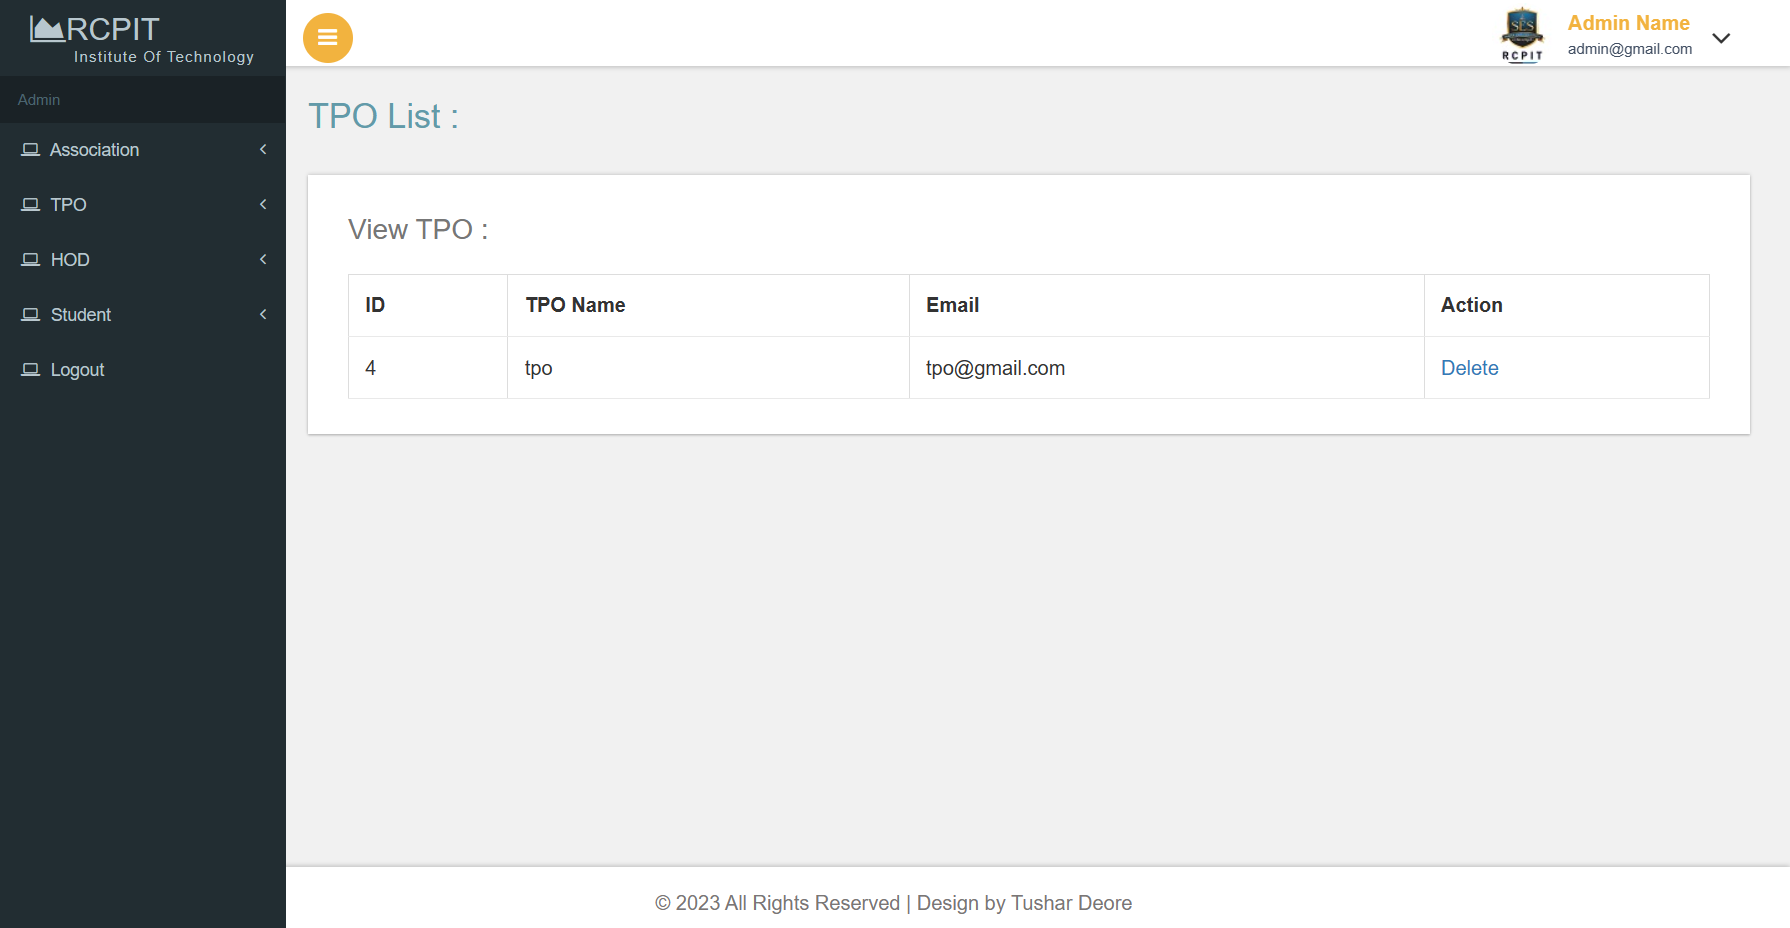 RCPIT
Institute Of Technology
Admin
Association
TPO
HOD
Student
Logout
SES
RCPIT
Admin Name
admin@gmail.com
TPO List :
View TPO :
ID TPO Name Email Action
4 tpo tpo@gmail.com Delete
© 2023 All Rights Reserved | Design by Tushar Deore